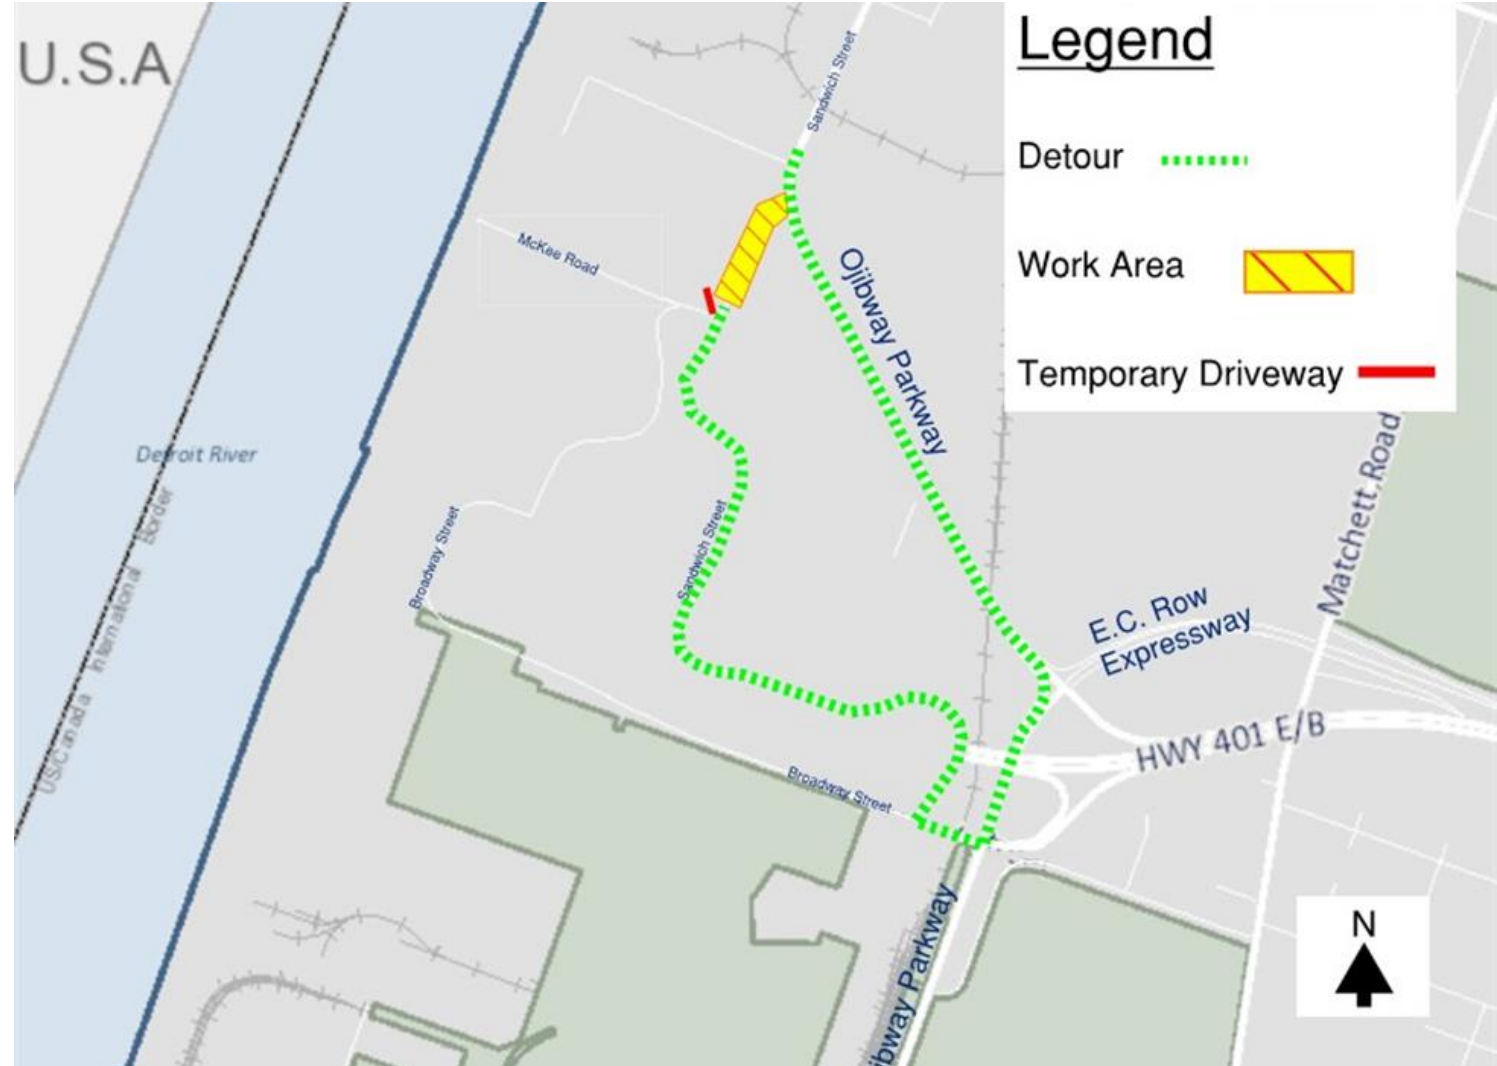 U.S.A
Legend
Sandwich Street
Detour
Work Area
McKee Road
Ojibway Parkway
Temporary Driveway
Detroit River
Matchett Road
US/Canada International Border
Broadway Street
Sandwich Street
E.C. Row
Expressway
HWY 401 E/B
Broadway Street
N
ibway Parkway